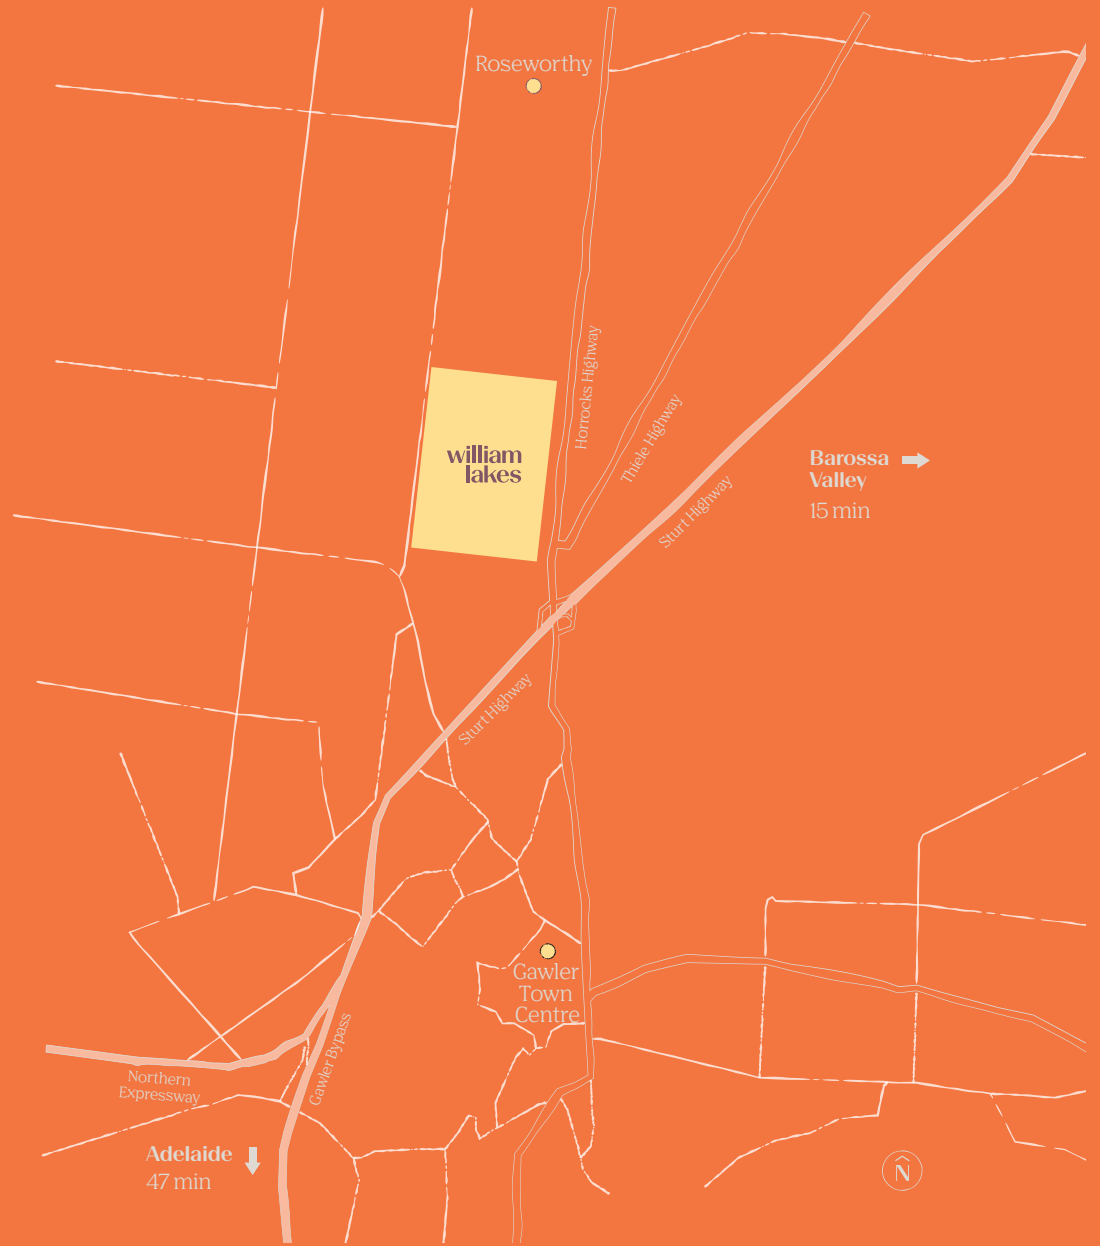 Roseworthy
Horrocks Highway
Thiele Highway
william
lakes
Barossa
Valley
15 min
Sturt Highway
Sturt Highway
Gawler
Town
Centre
Gawler Bypass
Northern
Expressway
Adelaide
47 min
N